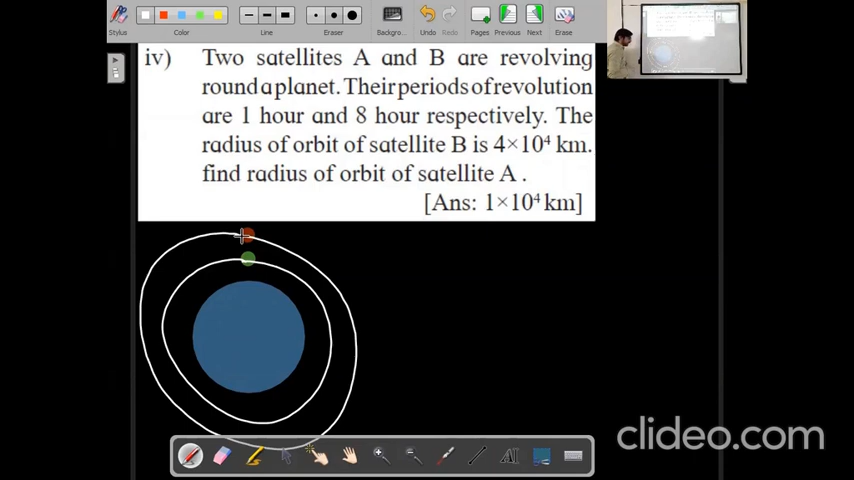 Stylus
Color
Line
Eraser
Backgro...
Undo
Redo
Pages
Previous
Next
Erase
iv) Two satellites A and B are revolving
round a planet. Their periods of revolution
are 1 hour and 8 hour respectively. The
radius of orbit of satellite B is 4×10⁴ km.
find radius of orbit of satellite A .
[Ans: 1×10⁴ km]
clideo.com